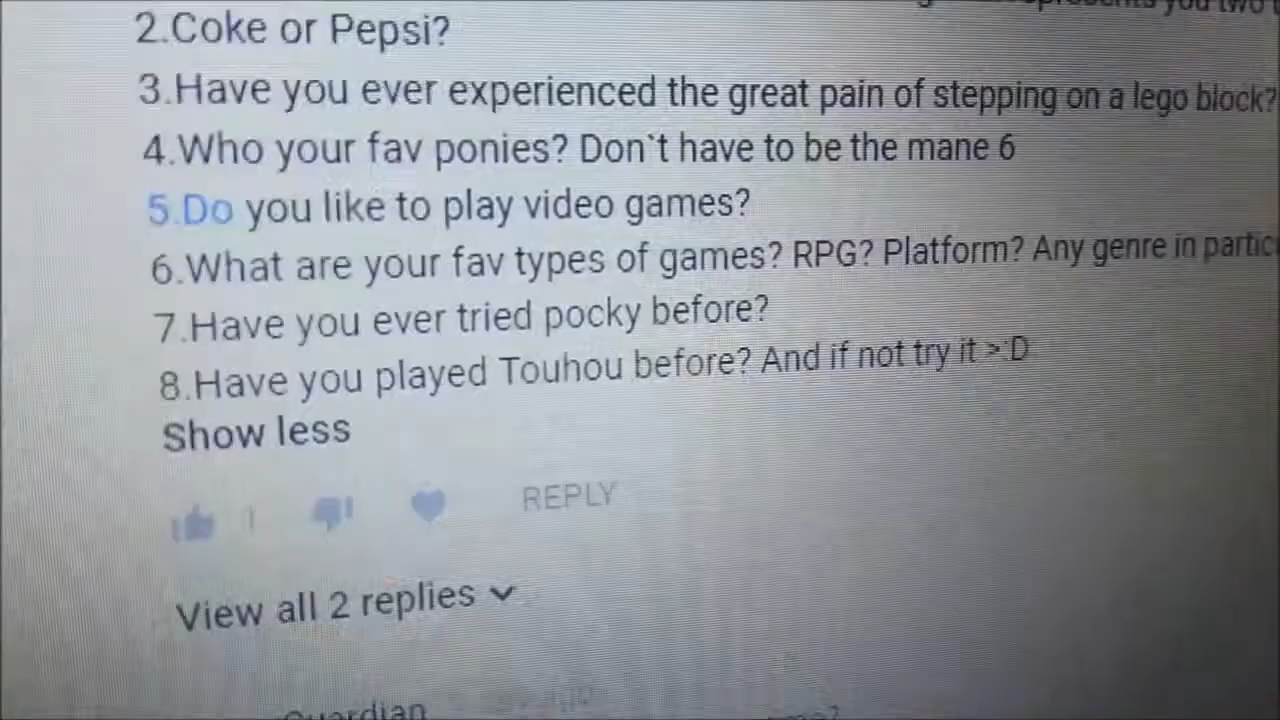 you two
2.Coke or Pepsi?
3.Have you ever experienced the great pain of stepping on a lego block?
4.Who your fav ponies? Don`t have to be the mane 6
5.Do you like to play video games?
6.What are your fav types of games? RPG? Platform? Any genre in partic
7.Have you ever tried pocky before?
8.Have you played Touhou before? And if not try it >:D
Show less
1 REPLY
View all 2 replies
Guardian